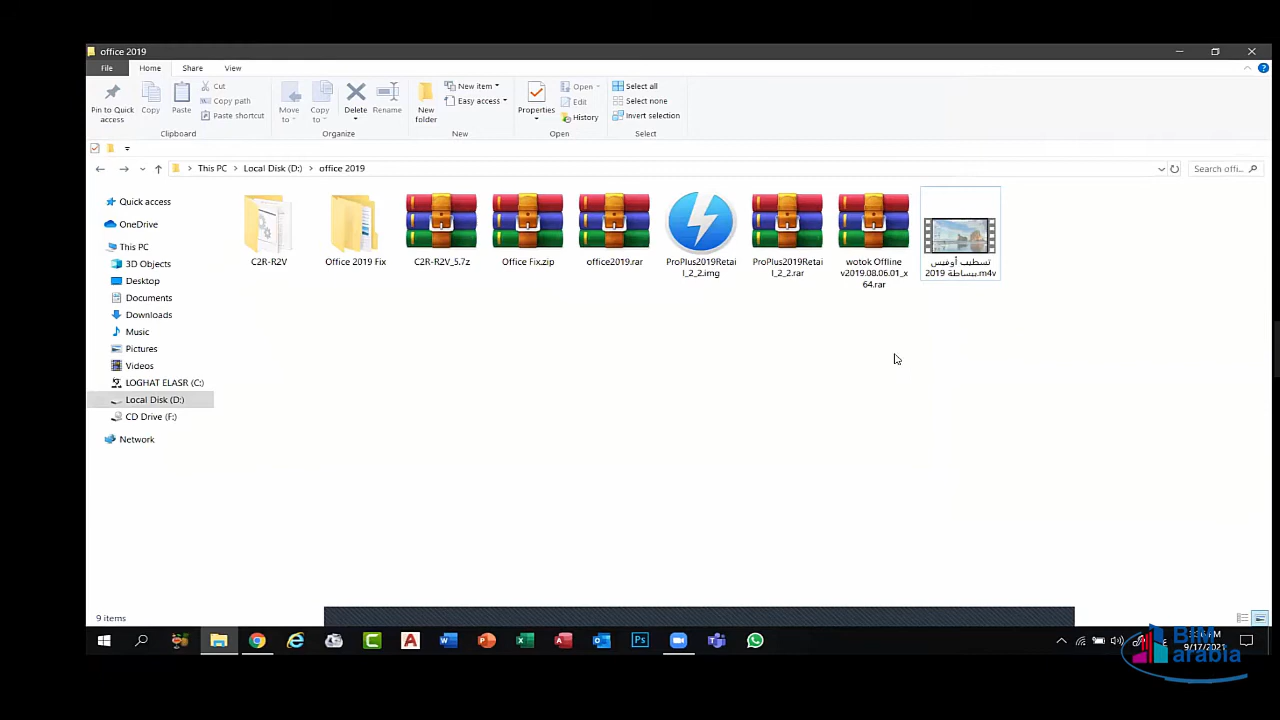 office 2019
File
Home
Share
View
Pin to Quick access
Copy
Paste
Cut
Copy path
Paste shortcut
Clipboard
Move to
Copy to
Delete
Rename
Organize
New folder
New item
Easy access
New
Properties
Open
Edit
History
Open
Select all
Select none
Invert selection
Select
This PC
Local Disk (D:)
office 2019
Search offi...
Quick access
OneDrive
This PC
3D Objects
Desktop
Documents
Downloads
Music
Pictures
Videos
LOGHAT ELASR (C:)
Local Disk (D:)
CD Drive (F:)
Network
C2R-R2V
Office 2019 Fix
C2R-R2V_5.7z
Office Fix.zip
office2019.rar
ProPlus2019Retai
l_2_2.img
ProPlus2019Retai
l_2_2.rar
wotok Offline
v2019.08.06.01_x
64.rar
تسطيب أوفيس
2019 ببساطة.m4v
9 items
9/17/2021
BIM
arabia